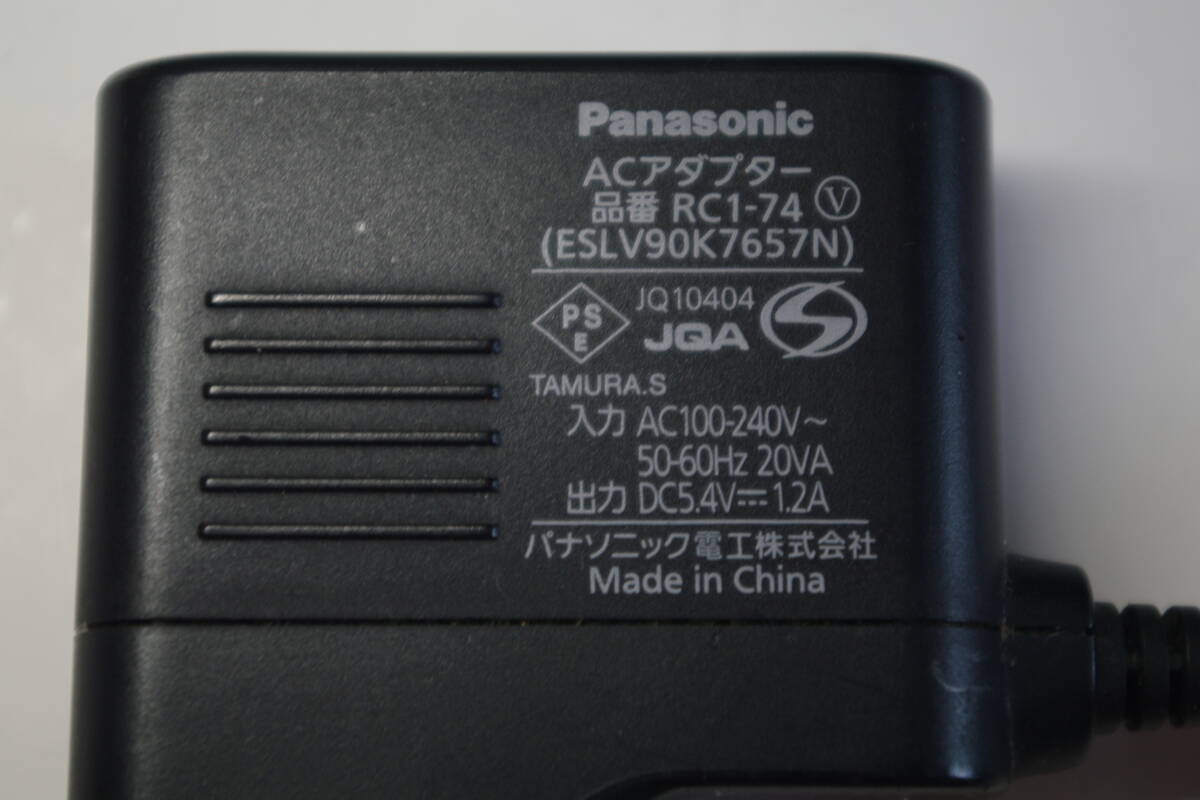 Panasonic
ACアダプター
品番 RC1-74 Ⓥ
(ESLV90K7657N)
PS
E
JQ10404
JQA
S
TAMURA.S
入力 AC100-240V~
50-60Hz 20VA
出力 DC5.4V⎓1.2A
パナソニック電工株式会社
Made in China